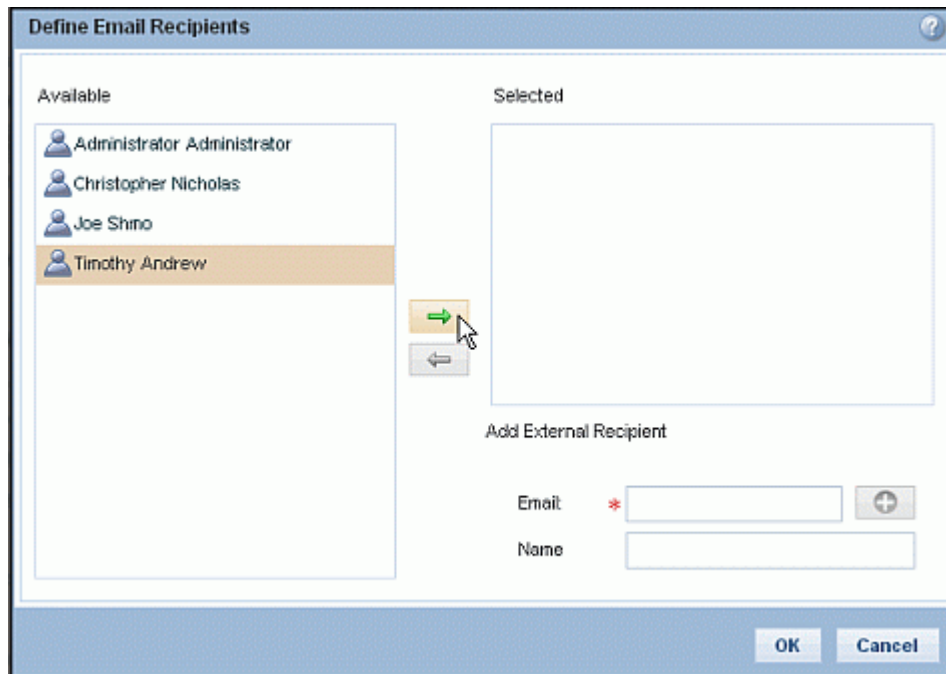 Define Email Recipients
?
Available
Selected
Administrator Administrator
Christopher Nicholas
Joe Shmo
Timothy Andrew
Add External Recipient
Email *
Name
OK Cancel